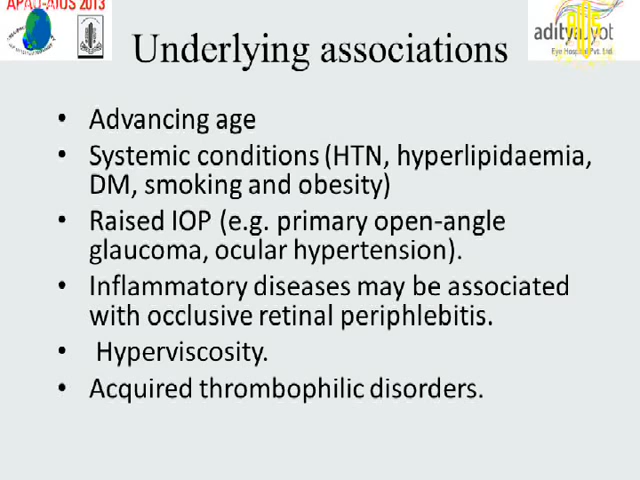 APAO-AIOS 2013
Underlying associations
adityajyot
Eye Hospital Pvt. Ltd.
• Advancing age
• Systemic conditions (HTN, hyperlipidaemia,
DM, smoking and obesity)
• Raised IOP (e.g. primary open-angle
glaucoma, ocular hypertension).
• Inflammatory diseases may be associated
with occlusive retinal periphlebitis.
• Hyperviscosity.
• Acquired thrombophilic disorders.